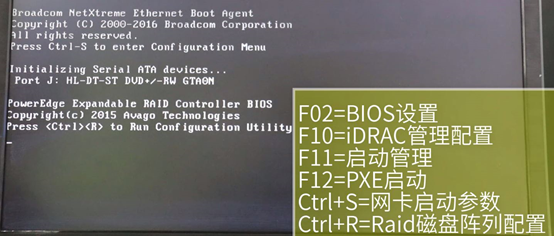 Broadcom NetXtreme Ethernet Boot Agent
Copyright (C) 2000-2016 Broadcom Corporation
All rights reserved.
Press Ctrl-S to enter Configuration Menu
Initializing Serial ATA devices...
Port J: HL-DT-ST DVD+/-RW GTA0N
PowerEdge Expandable RAID Controller BIOS
Copyright(c) 2015 Avago Technologies
Press <Ctrl><R> to Run Configuration Utility
_
F02=BIOS设置
F10=iDRAC管理配置
F11=启动管理
F12=PXE启动
Ctrl+S=网卡启动参数
Ctrl+R=Raid磁盘阵列配置